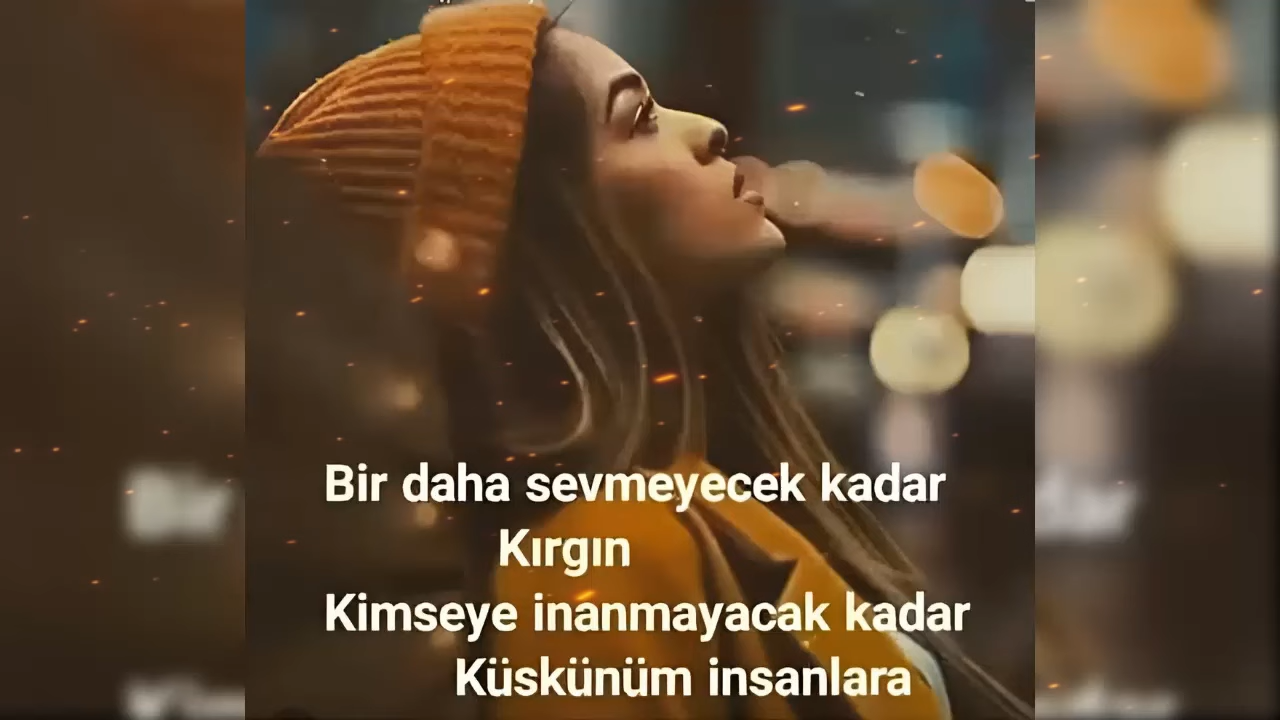 Bir daha sevmeyecek kadar
Kırgın
Kimseye inanmayacak kadar
Küskünüm insanlara